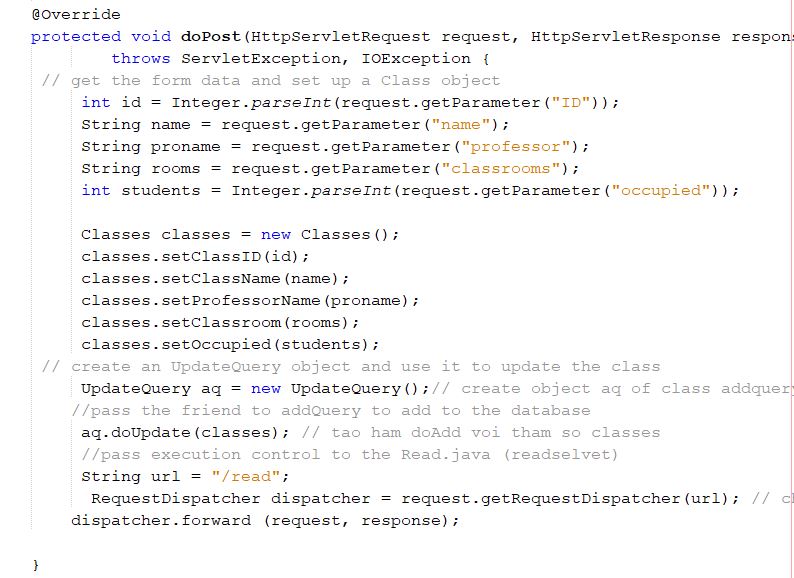 @Override
protected void doPost(HttpServletRequest request, HttpServletResponse
throws ServletException, IOException {
// get the form data and set up a Class object
int id = Integer.parseInt(request.getParameter("ID"));
String name = request.getParameter("name");
String proname = request.getParameter("professor");
String rooms = request.getParameter("classrooms");
int students = Integer.parseInt(request.getParameter("occupied"));
Classes classes = new Classes();
classes.setClassID(id);
classes.setClassName(name);
classes.setProfessorName(proname);
classes.setClassroom(rooms);
classes.setOccupied(students);
// create an UpdateQuery object and use it to update the class
UpdateQuery aq = new UpdateQuery();// create object aq of class addquery
//pass the friend to addQuery to add to the database
aq.doUpdate(classes); // tao ham doAdd voi tham so classes
//pass execution control to the Read.java (readselvet)
String url = "/read";
RequestDispatcher dispatcher = request.getRequestDispatcher(url); //
dispatcher.forward (request, response);
}